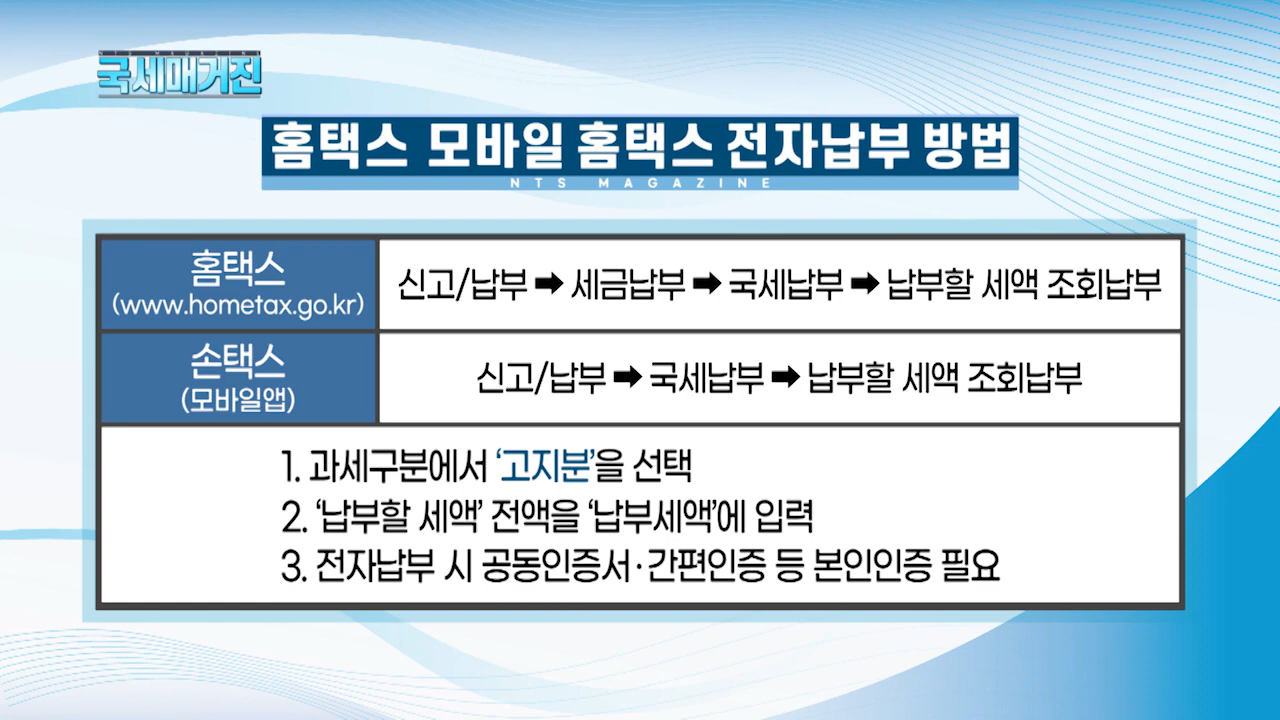 NTS MAGAZINE
국세매거진
홈택스 모바일 홈택스 전자납부 방법
NTS MAGAZINE
홈택스
(www.hometax.go.kr)
신고/납부 ➡ 세금납부 ➡ 국세납부 ➡ 납부할 세액 조회납부
손택스
(모바일앱)
신고/납부 ➡ 국세납부 ➡ 납부할 세액 조회납부
1. 과세구분에서 ‘고지분’을 선택
2. ‘납부할 세액’ 전액을 ‘납부세액’에 입력
3. 전자납부 시 공동인증서·간편인증 등 본인인증 필요